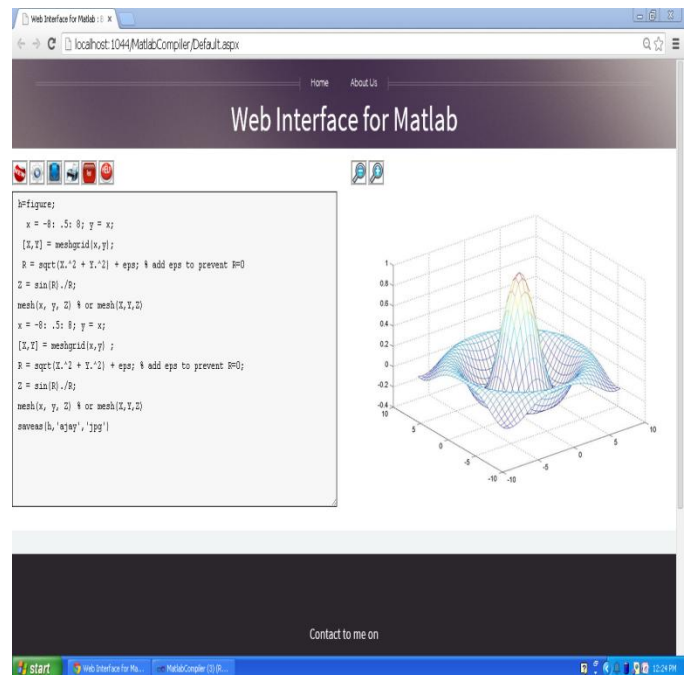 Web Interface for Matlab : 
localhost:1044/MatlabCompiler/Default.aspx
Home About Us
Web Interface for Matlab
h=figure;
x = -8: .5: 8; y = x;
[X,Y] = meshgrid(x,y);
R = sqrt(X.^2 + Y.^2) + eps; % add eps to prevent R=0
Z = sin(R)./R;
mesh(x, y, Z) % or mesh(X,Y,Z)
x = -8: .5: 8; y = x;
[X,Y] = meshgrid(x,y) ;
R = sqrt(X.^2 + Y.^2) + eps; % add eps to prevent R=0;
Z = sin(R)./R;
mesh(x, y, Z) % or mesh(X,Y,Z)
saveas(h,'ajay','jpg')
1
0.8
0.6
0.4
0.2
0
-0.2
-0.4
10
5
0
-5
-10
-10
-5
0
5
10
Contact to me on
start
Web Interface for Ma...
MatlabCompiler (3) (R...
12:24 PM